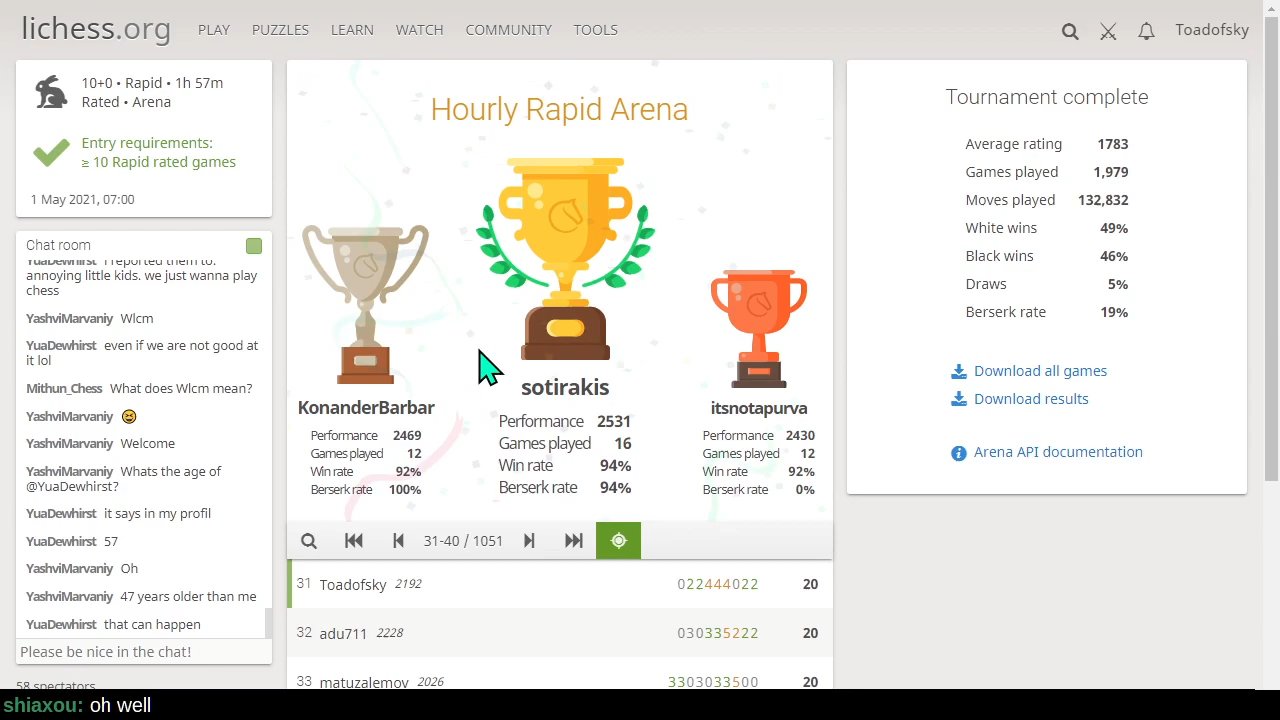 lichess.org
PLAY
PUZZLES
LEARN
WATCH
COMMUNITY
TOOLS
Toadofsky
10+0 • Rapid • 1h 57m
Rated • Arena
Entry requirements:
≥ 10 Rapid rated games
1 May 2021, 07:00
Chat room
YuaDewhirst i reported them to.
annoying little kids. we just wanna play
chess
YashviMarvaniy Wlcm
YuaDewhirst even if we are not good at
it lol
Mithun_Chess What does Wlcm mean?
YashviMarvaniy 😆
YashviMarvaniy Welcome
YashviMarvaniy Whats the age of
@YuaDewhirst?
YuaDewhirst it says in my profil
YuaDewhirst 57
YashviMarvaniy Oh
YashviMarvaniy 47 years older than me
YuaDewhirst that can happen
Please be nice in the chat!
58 spectators
Hourly Rapid Arena
KonanderBarbar
Performance 2469
Games played 12
Win rate 92%
Berserk rate 100%
sotirakis
Performance 2531
Games played 16
Win rate 94%
Berserk rate 94%
itsnotapurva
Performance 2430
Games played 12
Win rate 92%
Berserk rate 0%
31-40 / 1051
31 Toadofsky 2192 022444022 20
32 adu711 2228 030335222 20
33 matuzalemov 2026 3303033500 20
Tournament complete
Average rating 1783
Games played 1,979
Moves played 132,832
White wins 49%
Black wins 46%
Draws 5%
Berserk rate 19%
Download all games
Download results
Arena API documentation
shiaxou: oh well